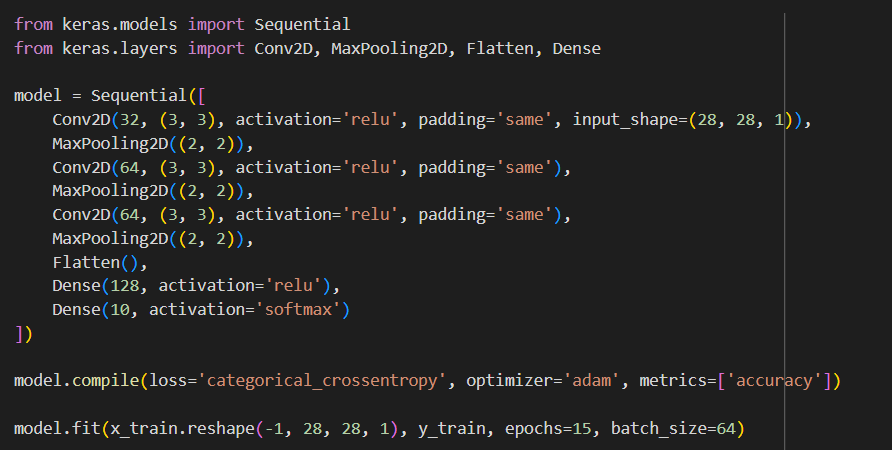 from keras.models import Sequential
from keras.layers import Conv2D, MaxPooling2D, Flatten, Dense
model = Sequential([
    Conv2D(32, (3, 3), activation='relu', padding='same', input_shape=(28, 28, 1)),
    MaxPooling2D((2, 2)),
    Conv2D(64, (3, 3), activation='relu', padding='same'),
    MaxPooling2D((2, 2)),
    Conv2D(64, (3, 3), activation='relu', padding='same'),
    MaxPooling2D((2, 2)),
    Flatten(),
    Dense(128, activation='relu'),
    Dense(10, activation='softmax')
])
model.compile(loss='categorical_crossentropy', optimizer='adam', metrics=['accuracy'])
model.fit(x_train.reshape(-1, 28, 28, 1), y_train, epochs=15, batch_size=64)